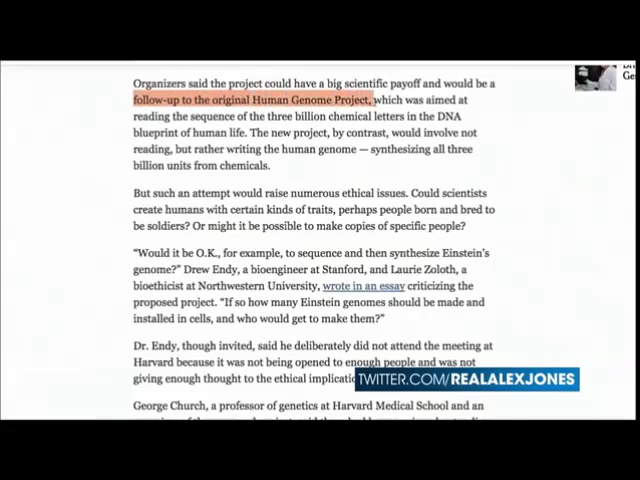 Organizers said the project could have a big scientific payoff and would be a
follow-up to the original Human Genome Project, which was aimed at
reading the sequence of the three billion chemical letters in the DNA
blueprint of human life. The new project, by contrast, would involve not
reading, but rather writing the human genome — synthesizing all three
billion units from chemicals.
But such an attempt would raise numerous ethical issues. Could scientists
create humans with certain kinds of traits, perhaps people born and bred to
be soldiers? Or might it be possible to make copies of specific people?
“Would it be O.K., for example, to sequence and then synthesize Einstein’s
genome?” Drew Endy, a bioengineer at Stanford, and Laurie Zoloth, a
bioethicist at Northwestern University, wrote in an essay criticizing the
proposed project. “If so how many Einstein genomes should be made and
installed in cells, and who would get to make them?”
Dr. Endy, though invited, said he deliberately did not attend the meeting at
Harvard because it was not being opened to enough people and was not
giving enough thought to the ethical
TWITTER.COM/REALALEXJONES
George Church, a professor of genetics at Harvard Medical School and an